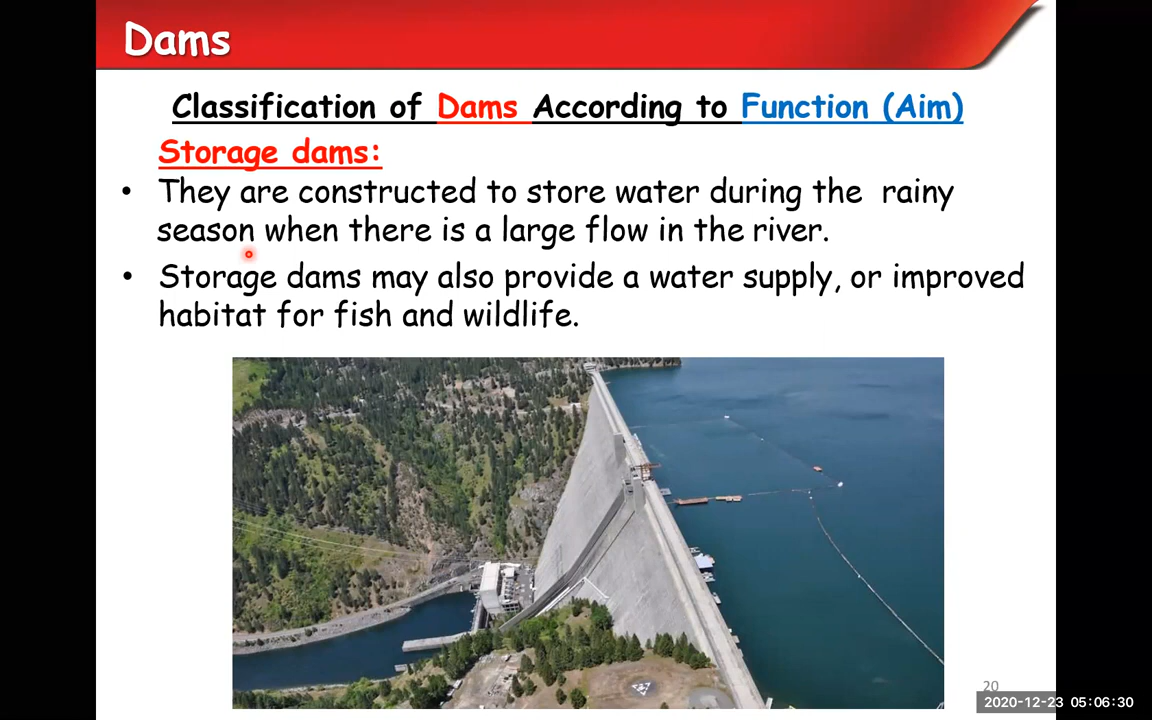 Dams
Classification of Dams According to Function (Aim)
Storage dams:
• They are constructed to store water during the rainy
season when there is a large flow in the river.
• Storage dams may also provide a water supply, or improved
habitat for fish and wildlife.
20
2020-12-23 05:06:30